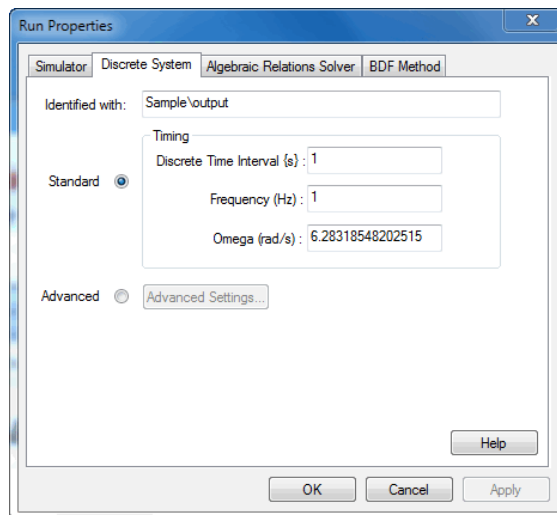 Run Properties
x
Simulator Discrete System Algebraic Relations Solver BDF Method
Identified with: Sample\output
Timing
Discrete Time Interval {s} : 1
Standard
Frequency (Hz) : 1
Omega (rad/s) : 6.28318548202515
Advanced Advanced Settings...
Help
OK Cancel Apply